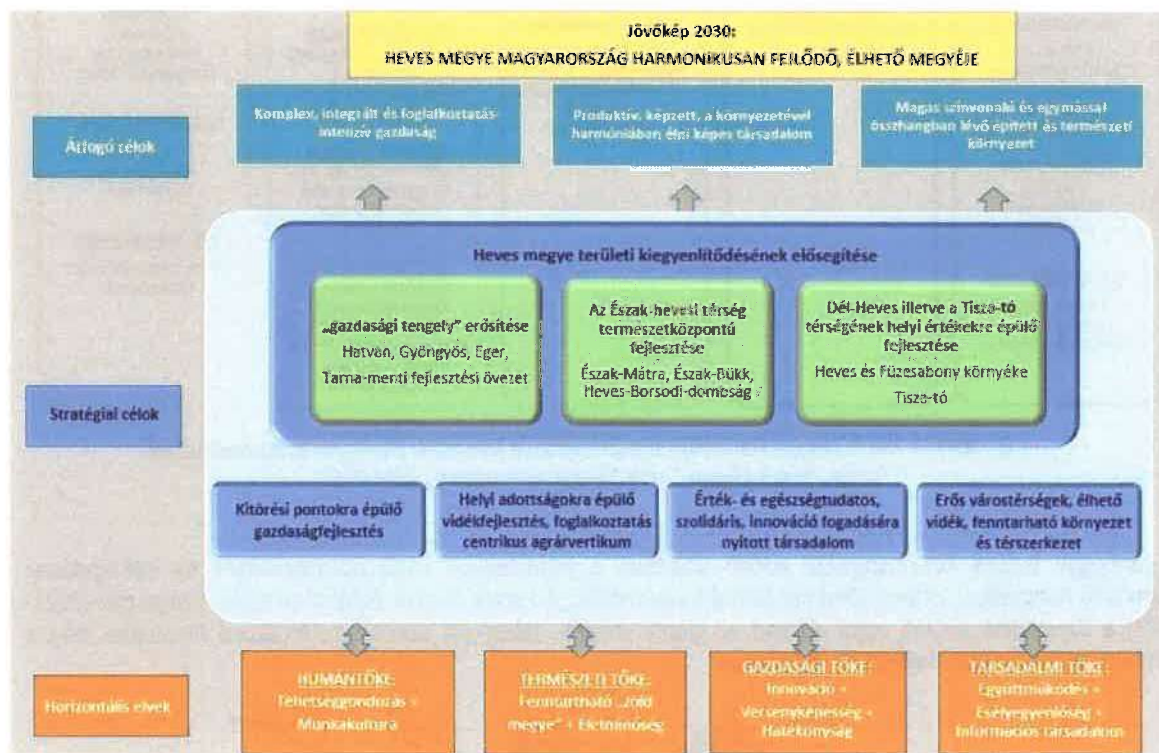 Jövőkép 2030:
HEVES MEGYE MAGYARORSZÁG HARMONIKUSAN FEJLŐDŐ, ÉLHETŐ MEGYÉJE
Átfogó célok
Komplex, integrált és foglalkoztatás-
intenzív gazdaság
Produktív, képzett, a környezetével
harmóniában élni képes társadalom
Magas színvonalú és egymással
összhangban lévő épített és természeti
környezet
Stratégiai célok
Heves megye területi kiegyenlítődésének elősegítése
„gazdasági tengely” erősítése
Hatvan, Gyöngyös, Eger,
Tarna-menti fejlesztési övezet
Az Észak-hevesi térség
természetközpontú
fejlesztése
Észak-Mátra, Észak-Bükk,
Heves-Borsodi-dombság
Dél-Heves illetve a Tisza-tó
térségének helyi értékekre épülő
fejlesztése
Heves és Füzesabony környéke
Tisza-tó
Kitörési pontokra épülő
gazdaságfejlesztés
Helyi adottságokra épülő
vidékfejlesztés, foglalkoztatás
centrikus agrárvertikum
Érték- és egészségtudatos,
szolidáris, innováció fogadására
nyitott társadalom
Erős várostérségek, élhető
vidék, fenntartható környezet
és térszerkezet
Horizontális elvek
HUMÁNTŐKE:
Tehetséggondozás +
Munkakultúra
TERMÉSZETI TŐKE:
Fenntartható „zöld
megye” + Életminőség
GAZDASÁGI TŐKE:
Innováció +
Versenyképesség +
Hatékonyság
TÁRSADALMI TŐKE:
Együttműködés +
Esélyegyenlőség +
Információs társadalom